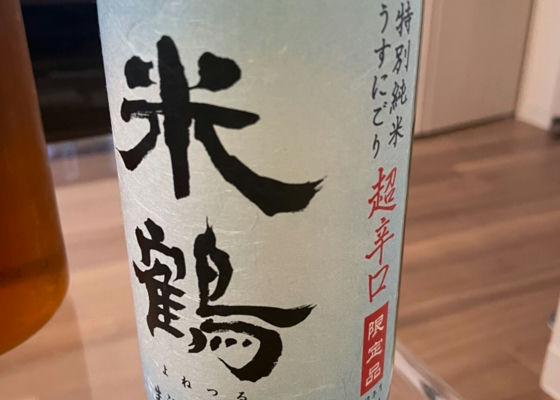 特別純米
うすにごり
超辛口
限定品
米鶴
よねつる